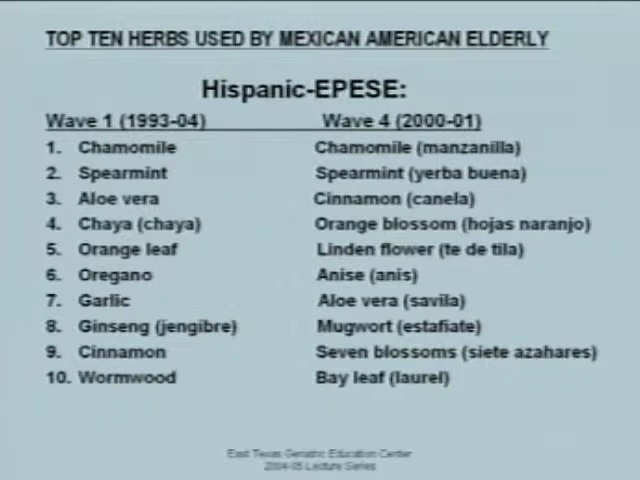 TOP TEN HERBS USED BY MEXICAN AMERICAN ELDERLY
Hispanic-EPESE:
Wave 1 (1993-04) Wave 4 (2000-01)
1. Chamomile Chamomile (manzanilla)
2. Spearmint Spearmint (yerba buena)
3. Aloe vera Cinnamon (canela)
4. Chaya (chaya) Orange blossom (hojas naranjo)
5. Orange leaf Linden flower (te de tila)
6. Oregano Anise (anis)
7. Garlic Aloe vera (savila)
8. Ginseng (jengibre) Mugwort (estafiate)
9. Cinnamon Seven blossoms (siete azahares)
10. Wormwood Bay leaf (laurel)
East Texas Geriatric Education Center
2004-05 Lecture Series